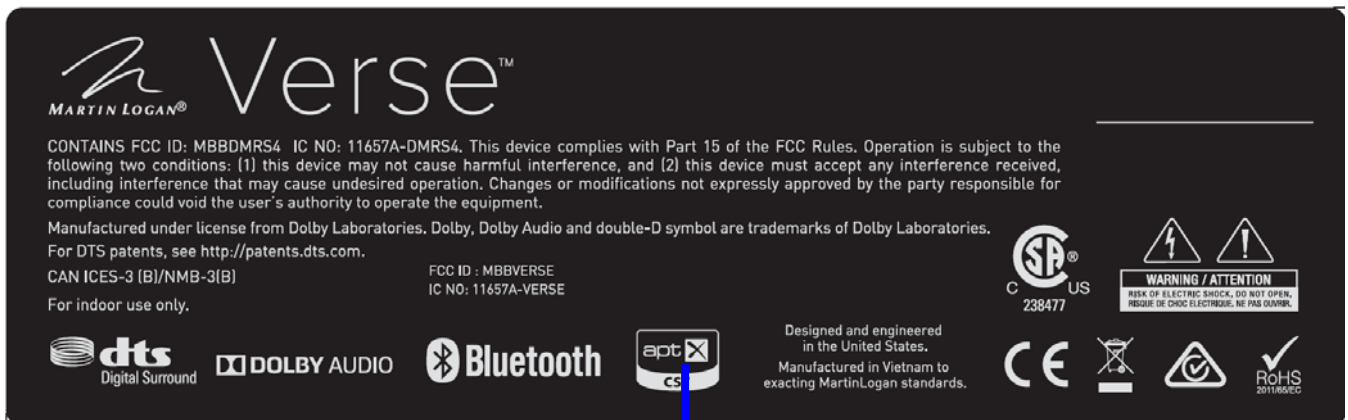 MARTIN LOGAN®
Verse™
CONTAINS FCC ID: MBBDMRS4 IC NO: 11657A-DMRS4. This device complies with Part 15 of the FCC Rules. Operation is subject to the
following two conditions: (1) this device may not cause harmful interference, and (2) this device must accept any interference received,
including interference that may cause undesired operation. Changes or modifications not expressly approved by the party responsible for
compliance could void the user's authority to operate the equipment.
Manufactured under license from Dolby Laboratories. Dolby, Dolby Audio and double-D symbol are trademarks of Dolby Laboratories.
For DTS patents, see http://patents.dts.com.
CAN ICES-3 (B)/NMB-3(B)
For indoor use only.
FCC ID : MBBVERSE
IC NO: 11657A-VERSE
C SA ® US
238477
WARNING / ATTENTION
RISK OF ELECTRIC SHOCK, DO NOT OPEN,
RISQUE DE CHOC ELECTRIQUE, NE PAS OUVRIR.
dts
Digital Surround
DOLBY AUDIO
Bluetooth
aptX
Designed and engineered
in the United States.
Manufactured in Vietnam to
exacting MartinLogan standards.
CE
RoHS
2011/65/EC